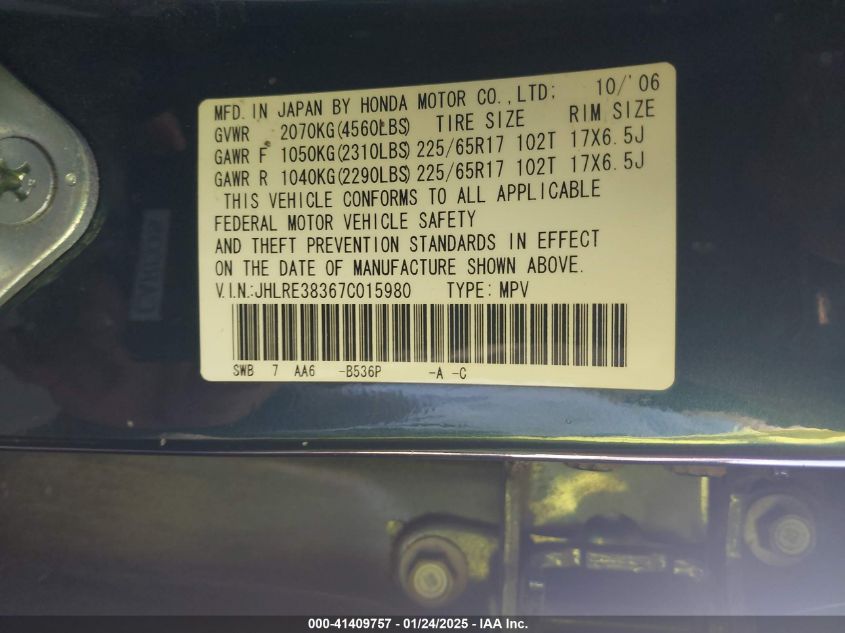 MFD. IN JAPAN BY HONDA MOTOR CO.,LTD; 10/'06
GVWR 2070KG(4560LBS) TIRE SIZE RIM SIZE
GAWR F 1050KG(2310LBS) 225/65R17 102T 17X6.5J
GAWR R 1040KG(2290LBS) 225/65R17 102T 17X6.5J
THIS VEHICLE CONFORMS TO ALL APPLICABLE
FEDERAL MOTOR VEHICLE SAFETY
AND THEFT PREVENTION STANDARDS IN EFFECT
ON THE DATE OF MANUFACTURE SHOWN ABOVE.
V.I.N.:JHLRE38367C015980 TYPE: MPV
SWB 7 AA6 -B536P -A -C
000-41409757 - 01/24/2025 - IAA Inc.